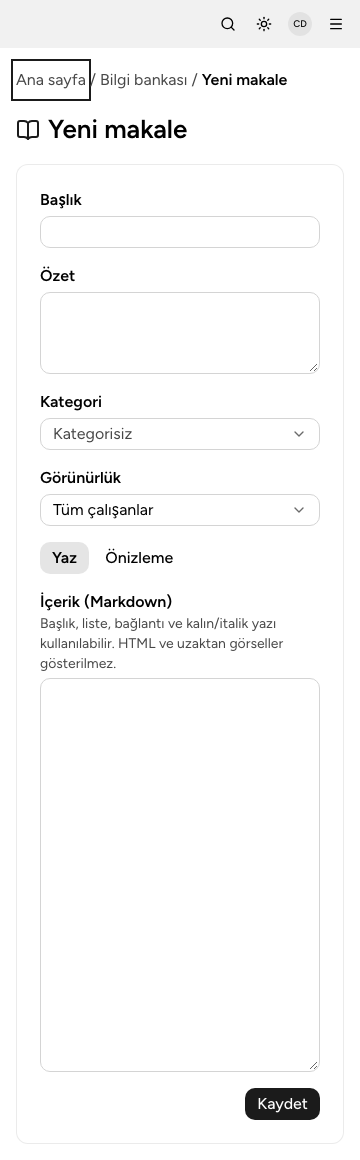 CD
Ana sayfa / Bilgi bankası / Yeni makale
Yeni makale
Başlık
Özet
Kategori
Kategorisiz
Görünürlük
Tüm çalışanlar
Yaz Önizleme
İçerik (Markdown)
Başlık, liste, bağlantı ve kalın/italik yazı
kullanılabilir. HTML ve uzaktan görseller
gösterilmez.
Kaydet